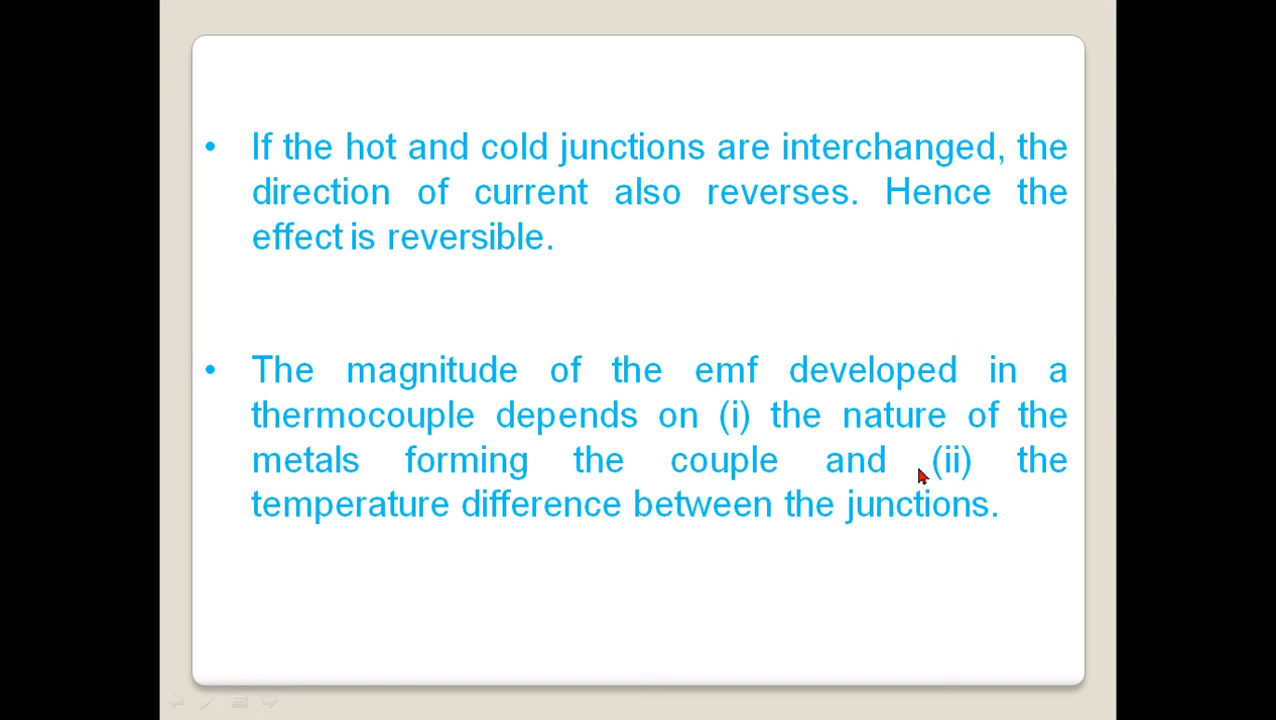 • If the hot and cold junctions are interchanged, the
direction of current also reverses. Hence the
effect is reversible.
• The magnitude of the emf developed in a
thermocouple depends on (i) the nature of the
metals forming the couple and (ii) the
temperature difference between the junctions.